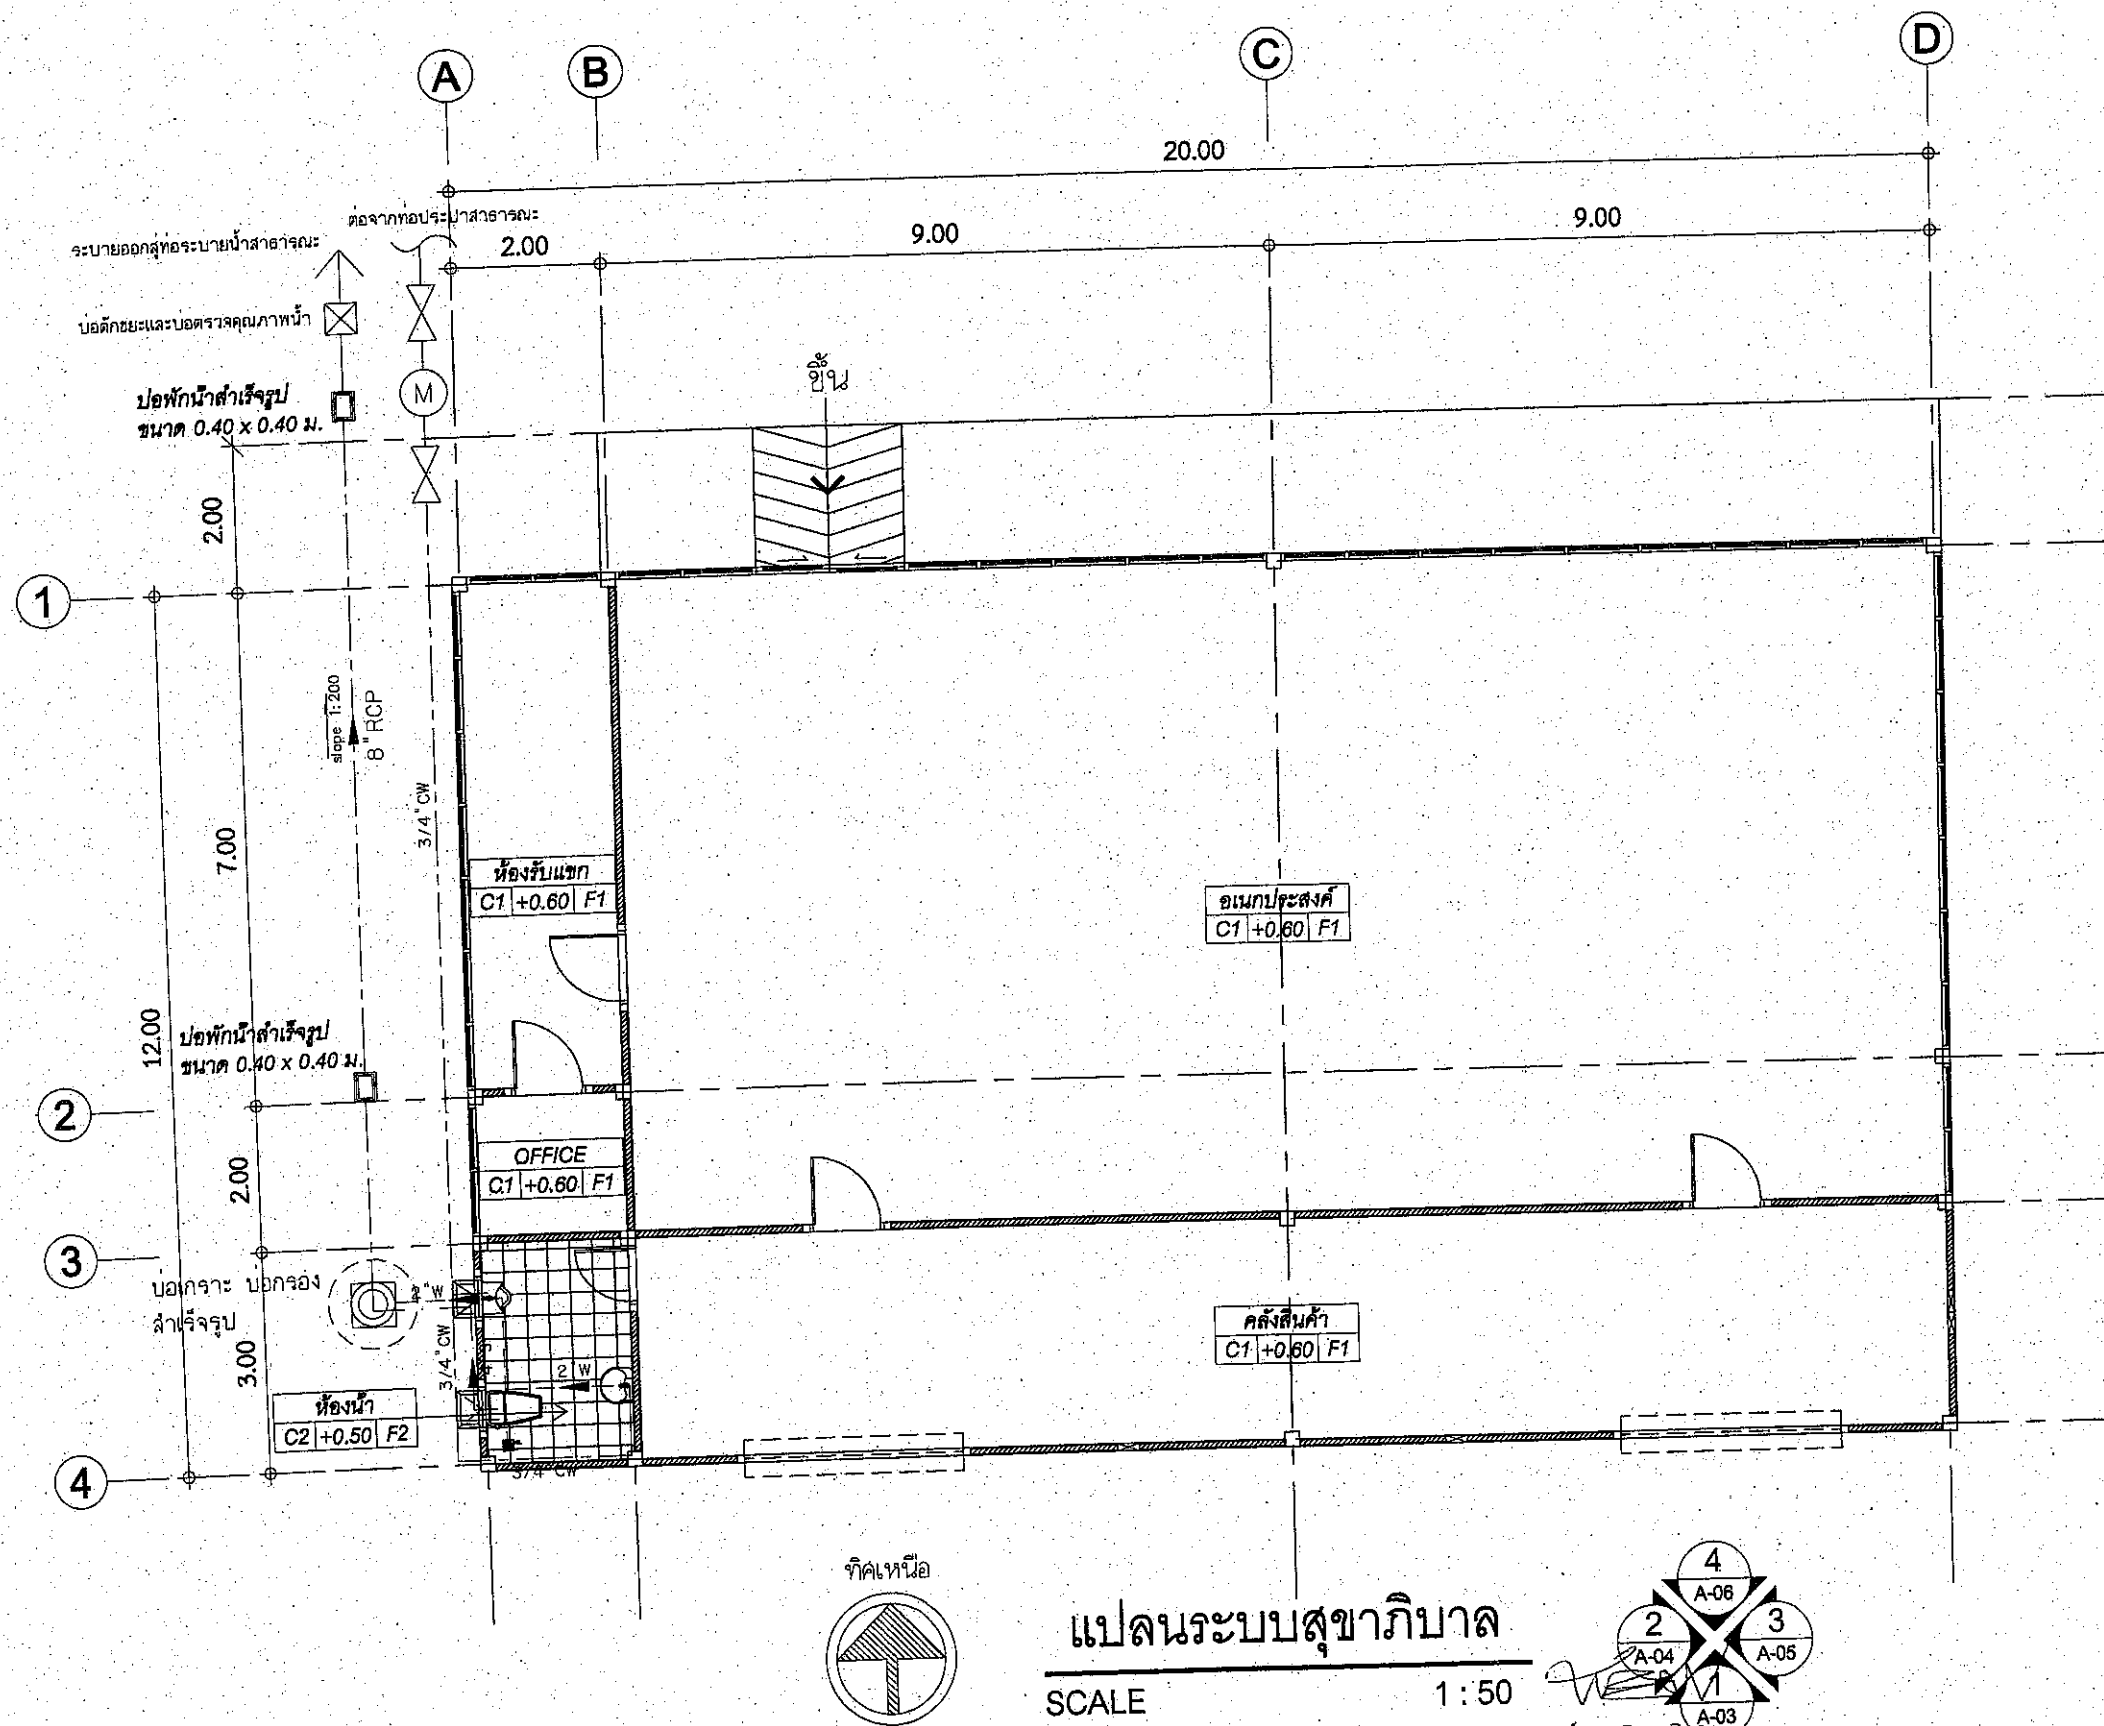 A
B
C
D
20.00
2.00
9.00
9.00
ต่อจากท่อประปาสาธารณะ
ระบายออกสู่ท่อระบายน้ำสาธารณะ
บ่อดักขยะและบ่อตรวจคุณภาพน้ำ
M
บ่อพักน้ำสำเร็จรูป
ขนาด 0.40 x 0.40 ม.
ขึ้น
2.00
1
slope 1:200
8"RCP
3/4"CW
7.00
12.00
ห้องรับแขก
C1 +0.60 F1
อเนกประสงค์
C1 +0.60 F1
บ่อพักน้ำสำเร็จรูป
ขนาด 0.40 x 0.40 ม.
2
OFFICE
C1 +0.60 F1
2.00
3
บ่อเกราะ บ่อกรอง
สำเร็จรูป
3/4"CW
2"W
3.00
คลังสินค้า
C1 +0.60 F1
ห้องน้ำ
C2 +0.50 F2
4
3/4"CW
ทิศเหนือ
แปลนระบบสุขาภิบาล
SCALE 1 : 50
4
A-06
2
A-04
3
A-05
1
A-03